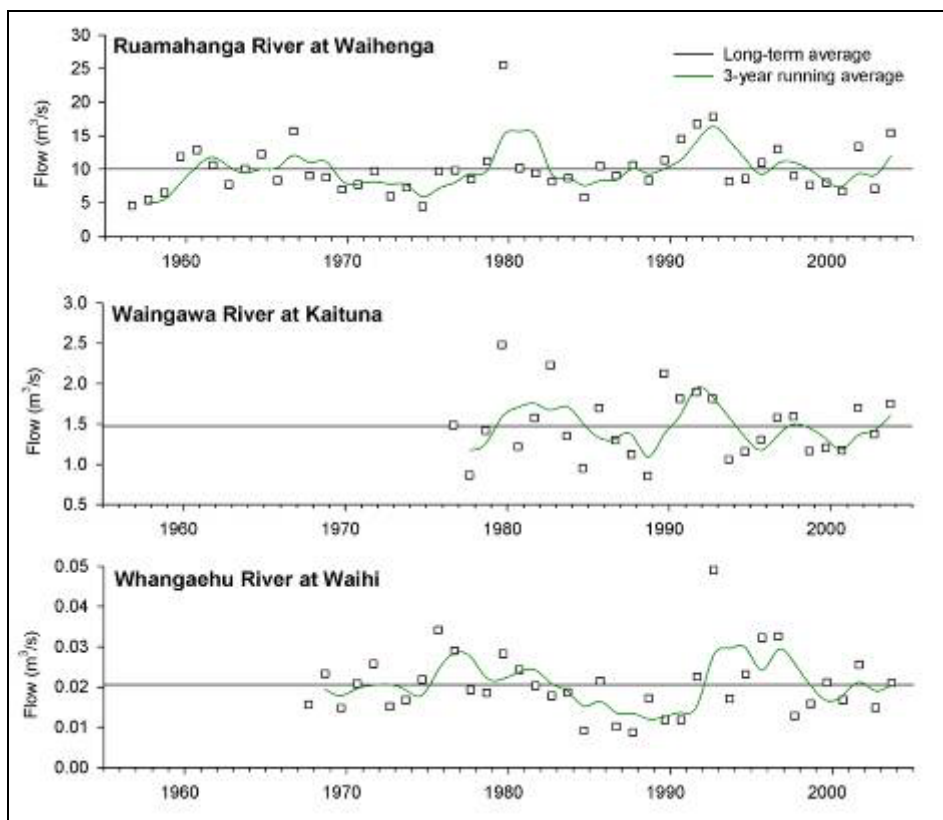 Ruamahanga River at Waihenga
Long-term average
3-year running average
Flow (m³/s)
30
25
20
15
10
5
0
1960 1970 1980 1990 2000
Waingawa River at Kaituna
Flow (m³/s)
3.0
2.5
2.0
1.5
1.0
0.5
1960 1970 1980 1990 2000
Whangaehu River at Waihi
Flow (m³/s)
0.05
0.04
0.03
0.02
0.01
0.00
1960 1970 1980 1990 2000